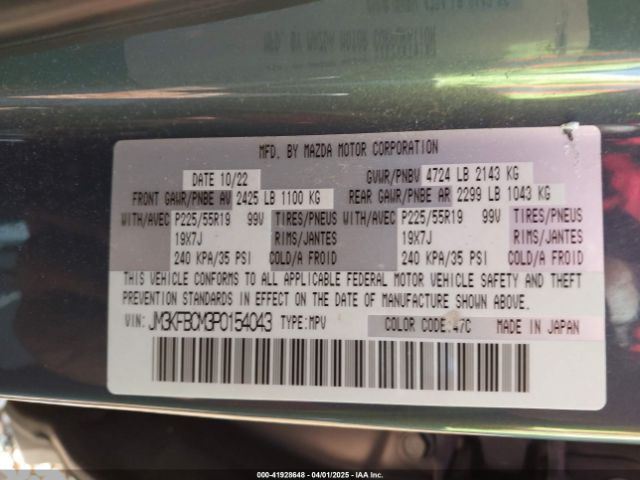 MFD. BY MAZDA MOTOR CORPORATION
DATE 10/22 GVWR/PNBV 4724 LB 2143 KG
FRONT GAWR/PNBE AV 2425 LB 1100 KG REAR GAWR/PNBE AR 2299 LB 1043 KG
WITH/AVEC P225/55R19 99V TIRES/PNEUS WITH/AVEC P225/55R19 99V TIRES/PNEUS
19X7J RIMS/JANTES 19X7J RIMS/JANTES
240 KPA/35 PSI COLD/A FROID 240 KPA/35 PSI COLD/A FROID
THIS VEHICLE CONFORMS TO ALL APPLICABLE FEDERAL MOTOR VEHICLE SAFETY AND THEFT
PREVENTION STANDARDS IN EFFECT ON THE DATE OF MANUFACTURE SHOWN ABOVE.
VIN: JM3KFBCM3P0154043 TYPE:MPV COLOR CODE:47C MADE IN JAPAN
000-41928648 - 04/01/2025 - IAA Inc.